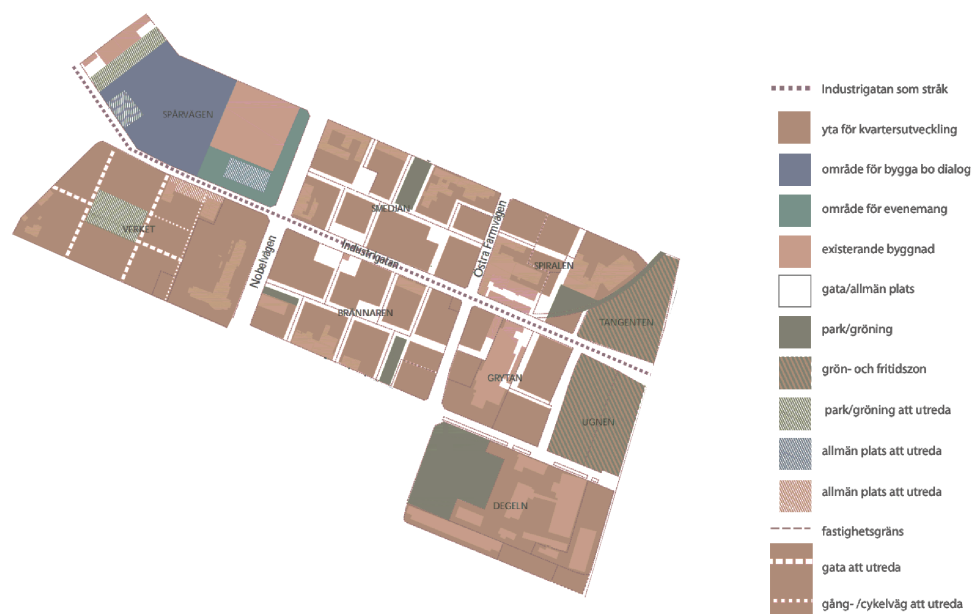 SPÅRVÄGEN
VERKET
SMEDJAN
Nobelvägen
Industrigatan
Östra Farmvägen
SPIRALEN
TANGENTEN
BRÄNNAREN
GRYTAN
UGNEN
DEGELN
Industrigatan som stråk
yta för kvartersutveckling
område för bygga bo dialog
område för evenemang
existerande byggnad
gata/allmän plats
park/gröning
grön- och fritidszon
park/gröning att utreda
allmän plats att utreda
allmän plats att utreda
fastighetsgräns
gata att utreda
gång- /cykelväg att utreda